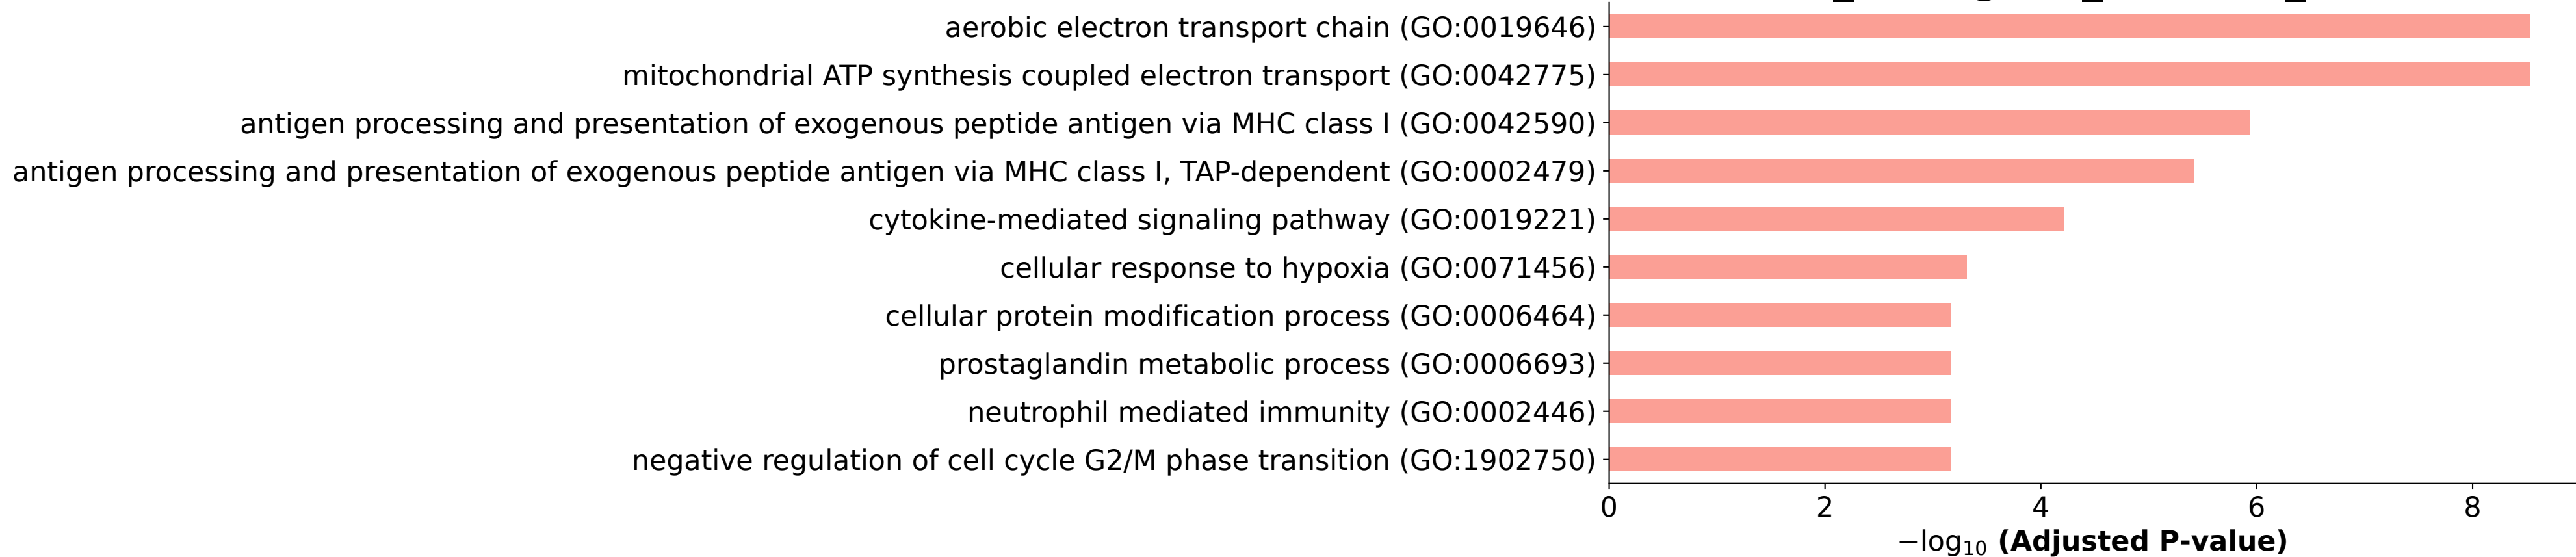 aerobic electron transport chain (GO:0019646)
mitochondrial ATP synthesis coupled electron transport (GO:0042775)
antigen processing and presentation of exogenous peptide antigen via MHC class I (GO:0042590)
antigen processing and presentation of exogenous peptide antigen via MHC class I, TAP-dependent (GO:0002479)
cytokine-mediated signaling pathway (GO:0019221)
cellular response to hypoxia (GO:0071456)
cellular protein modification process (GO:0006464)
prostaglandin metabolic process (GO:0006693)
neutrophil mediated immunity (GO:0002446)
negative regulation of cell cycle G2/M phase transition (GO:1902750)
0 2 4 6 8
−log₁₀ (Adjusted P-value)